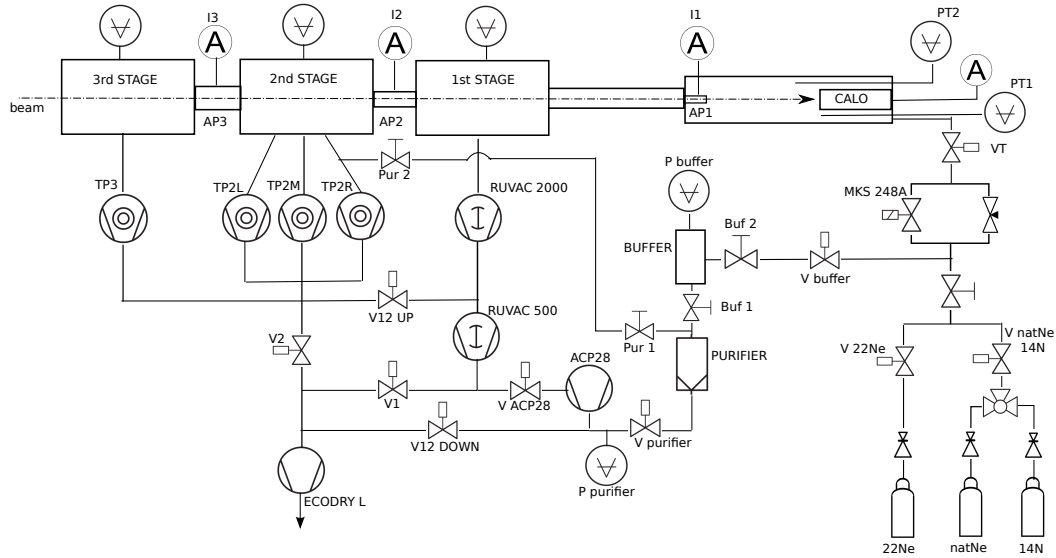 I3
A
I2
A
I1
A
PT2
A
PT1
3rd STAGE
2nd STAGE
1st STAGE
beam
AP3
AP2
AP1
CALO
VT
Pur 2
P buffer
TP3
TP2L
TP2M
TP2R
RUVAC 2000
MKS 248A
BUFFER
Buf 2
V buffer
V12 UP
RUVAC 500
Buf 1
V2
Pur 1
PURIFIER
V natNe
14N
V 22Ne
ACP28
V1
V ACP28
V12 DOWN
V purifier
P purifier
ECODRY L
22Ne
natNe
14N